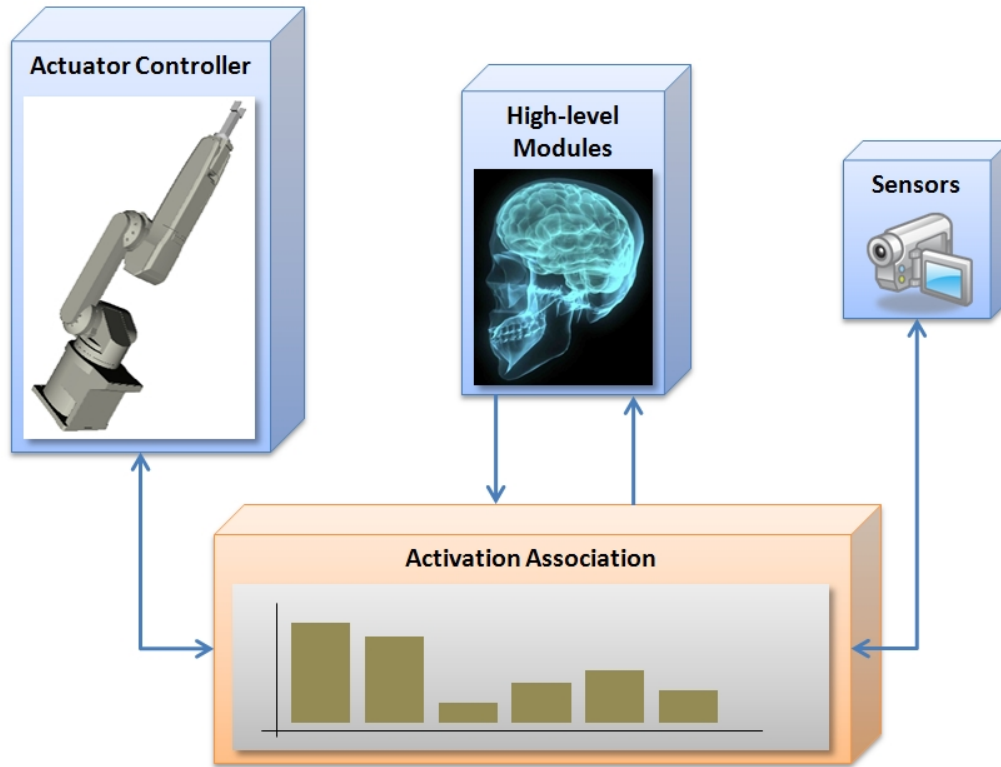 Actuator Controller
High-level
Modules
Sensors
Activation Association